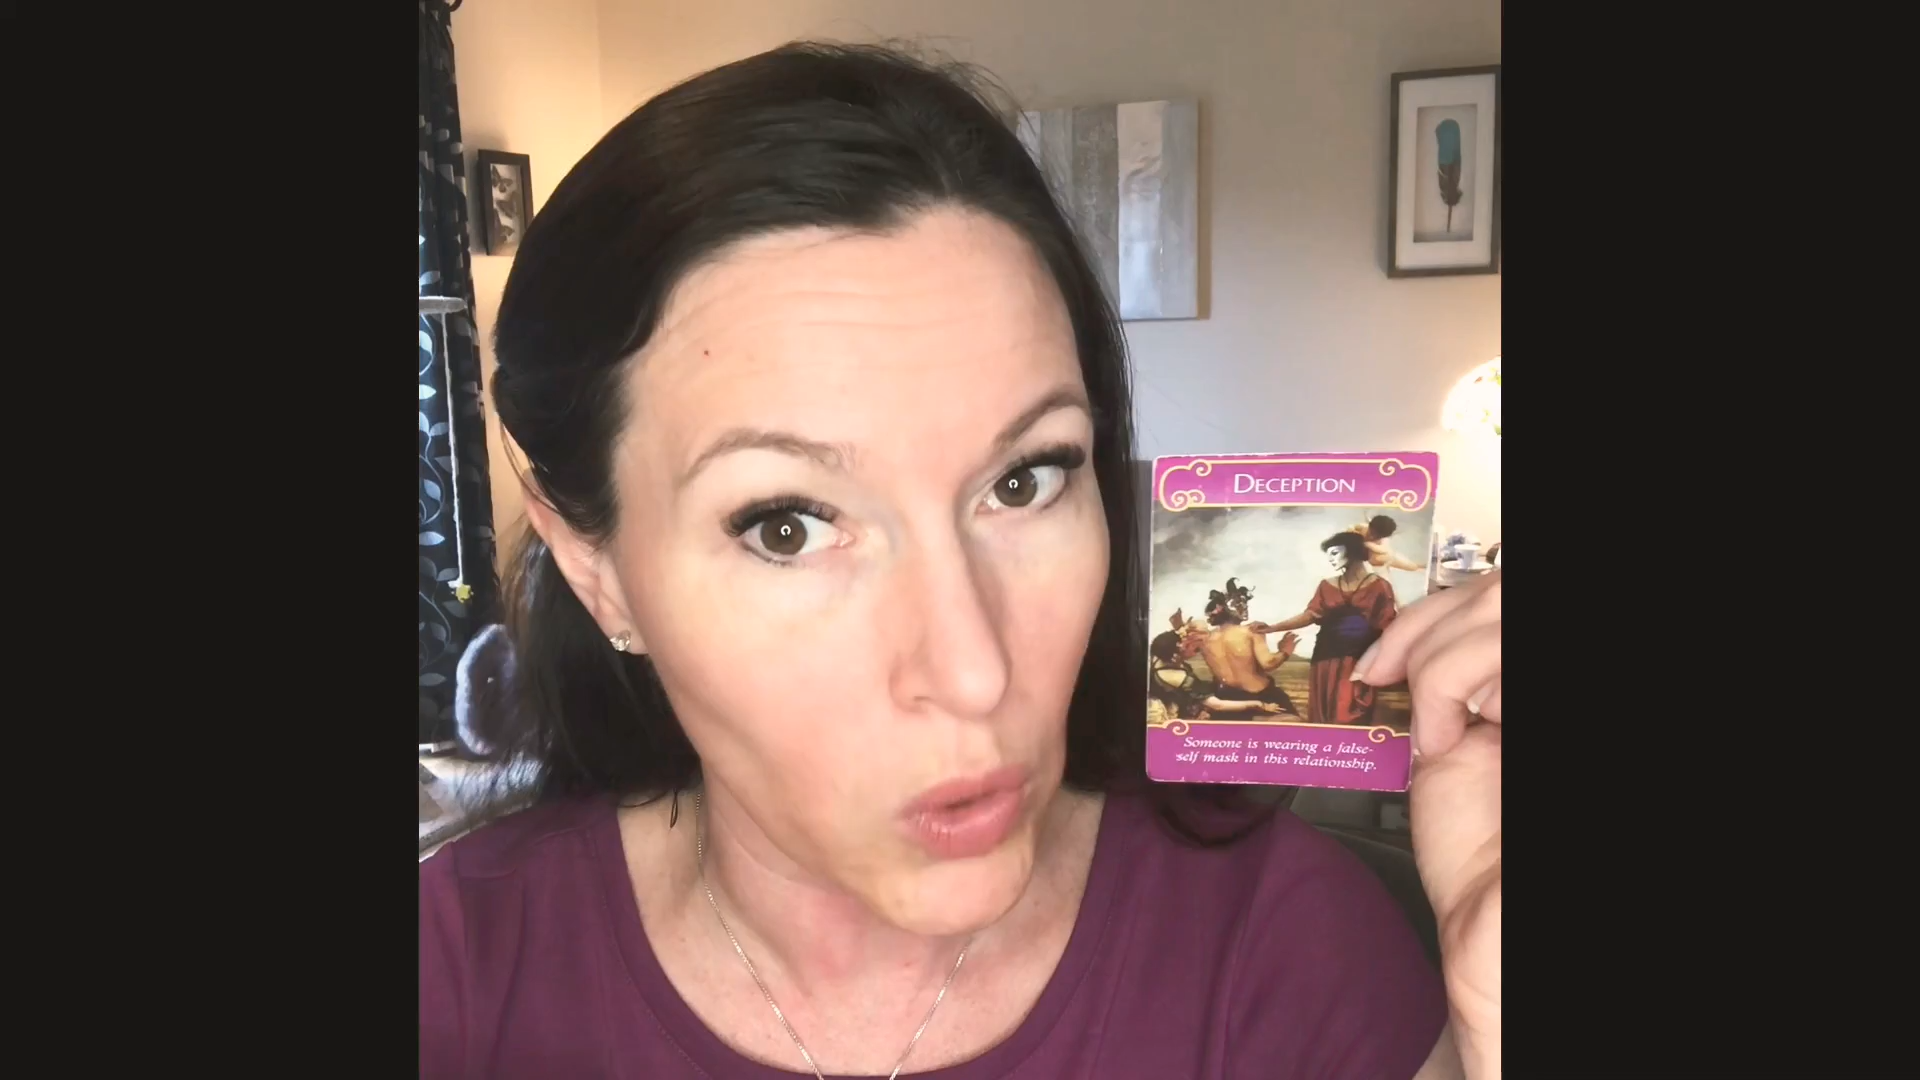 DECEPTION
Someone is wearing a false-
self mask in this relationship.